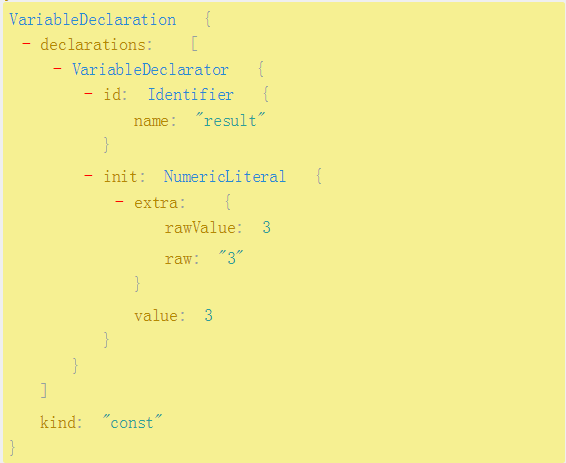 VariableDeclaration {
- declarations: [
- VariableDeclarator {
- id: Identifier {
name: "result"
}
- init: NumericLiteral {
- extra: {
rawValue: 3
raw: "3"
}
value: 3
}
}
]
kind: "const"
}